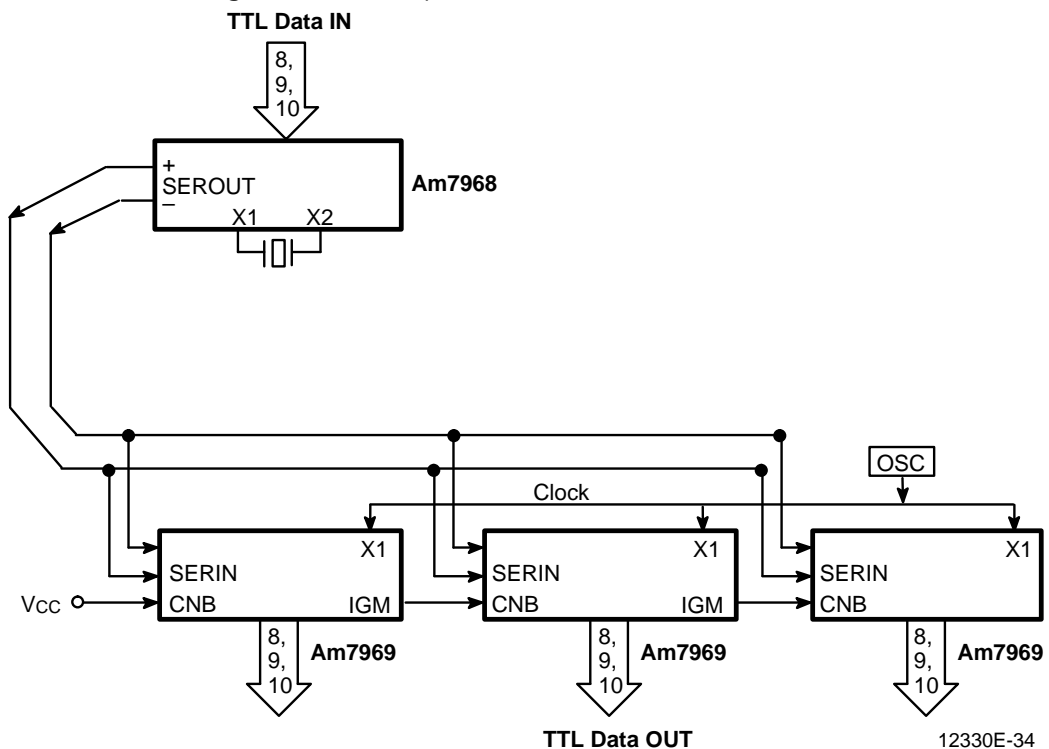 TTL Data IN
8,
9,
10
+
SEROUT
–
X1 X2
Am7968
OSC
Clock
X1 X1 X1
SERIN SERIN SERIN
VCC CNB IGM CNB IGM CNB
8,
9,
10
Am7969
8,
9,
10
Am7969
8,
9,
10
Am7969
TTL Data OUT
12330E-34